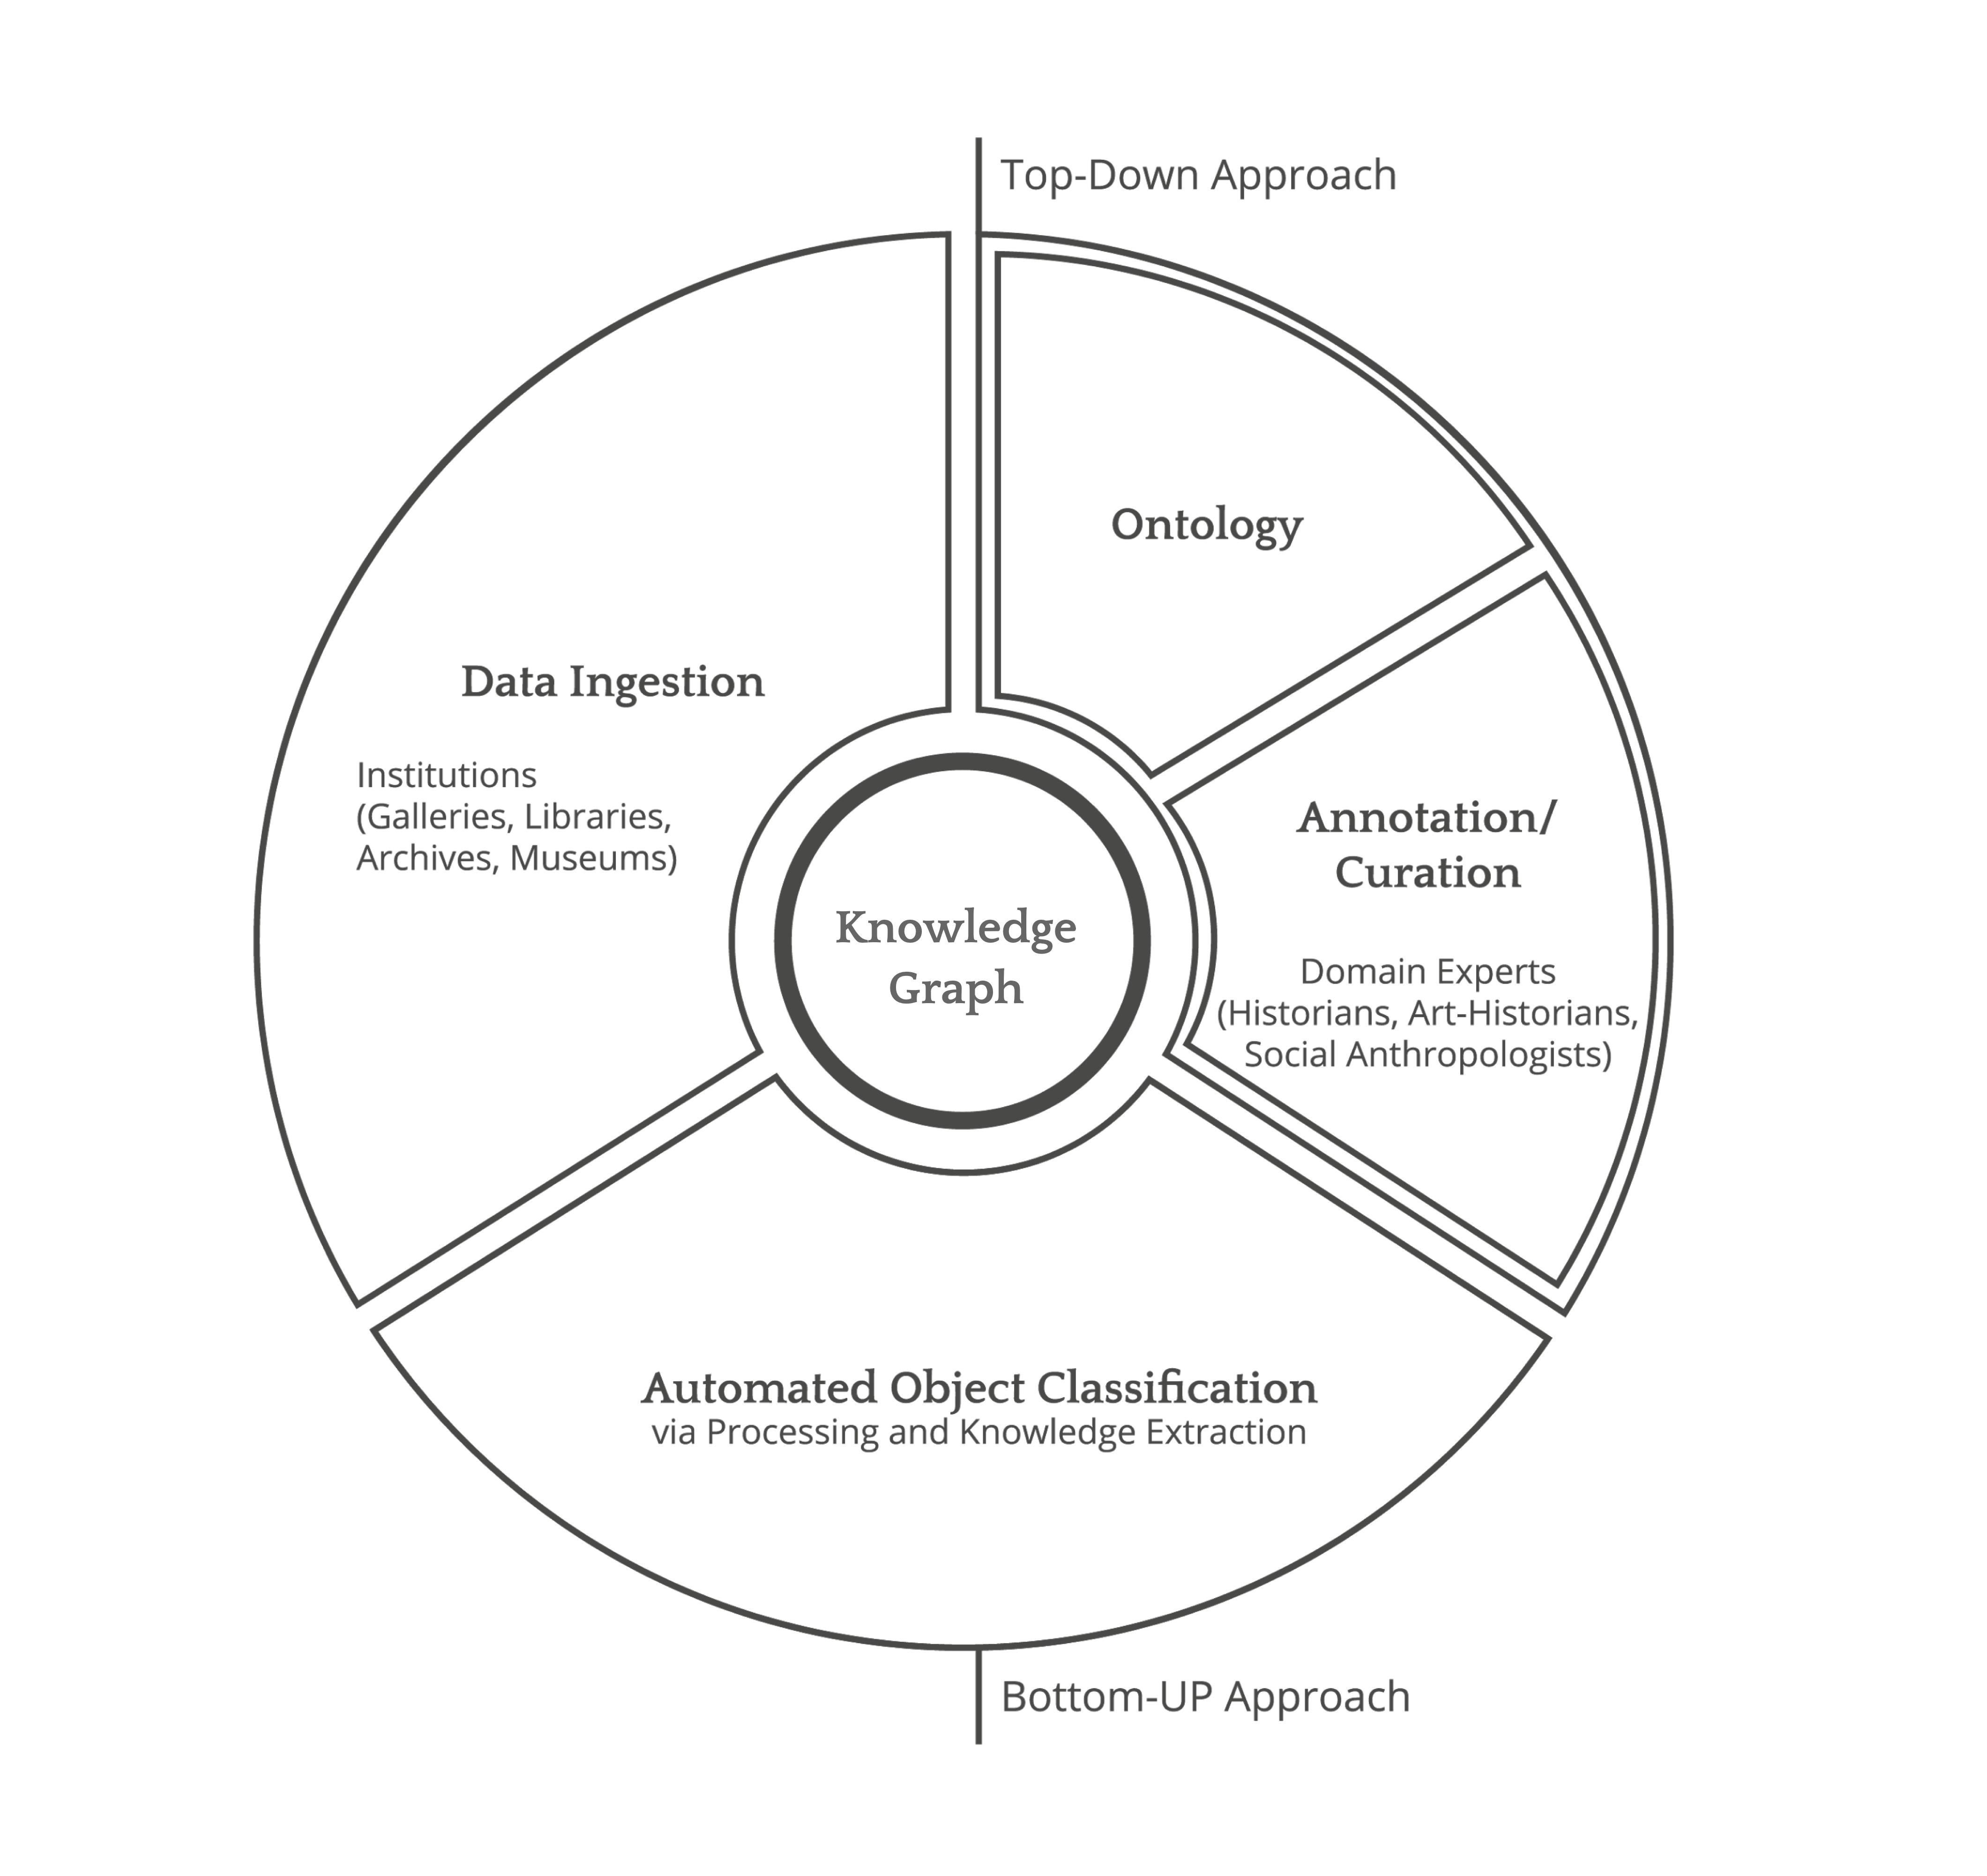 Top-Down Approach
Ontology
Data Ingestion
Institutions
(Galleries, Libraries,
Archives, Museums)
Annotation/
Curation
Domain Experts
(Historians, Art-Historians,
Social Anthropologists)
Knowledge
Graph
Automated Object Classification
via Processing and Knowledge Extraction
Bottom-UP Approach